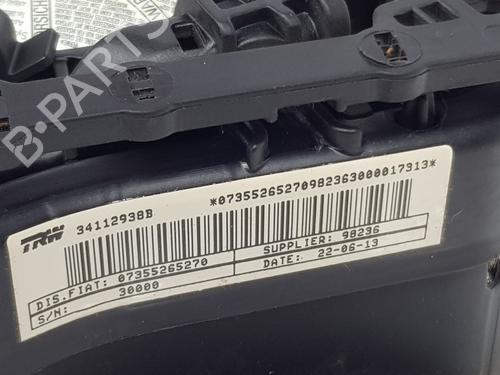 B-PARTS
TRW
34112938B
*07355265270982363000017313*
DIS.FIAT: 07355265270
SUPPLIER: 98236
S/N: 30000
DATE: 22-06-13